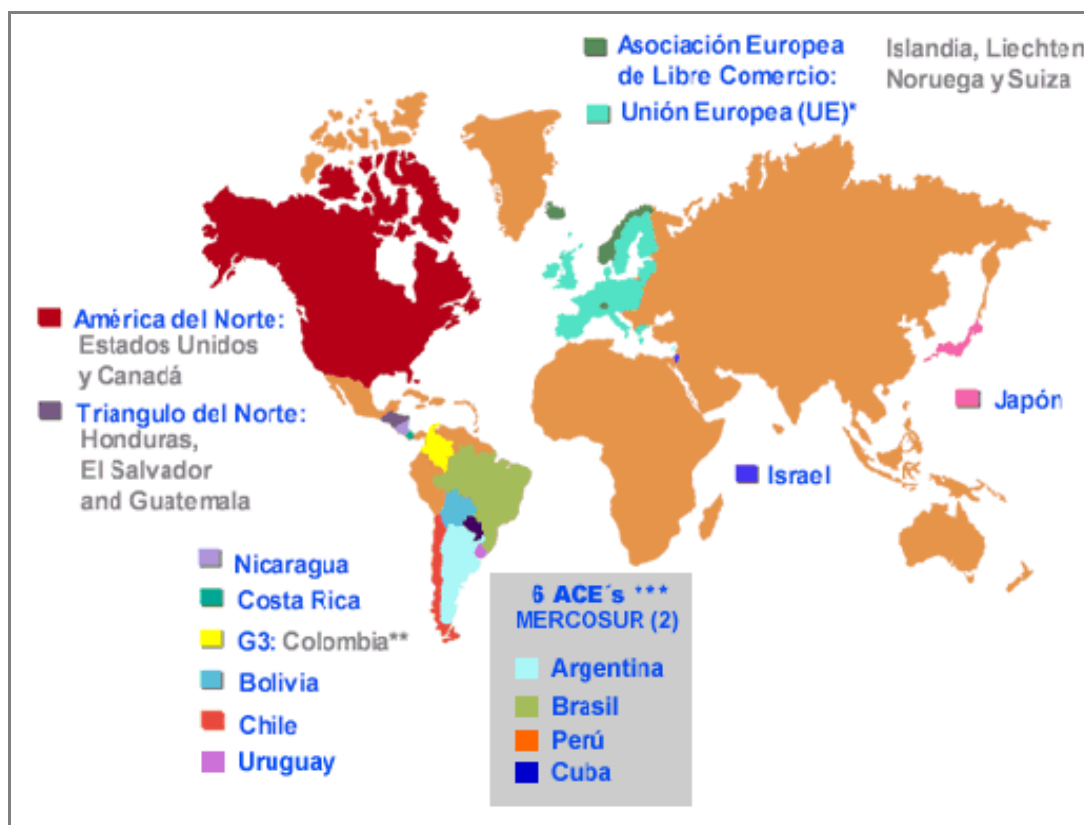 Asociación Europea
de Libre Comercio:
Islandia, Liechten
Noruega y Suiza
Unión Europea (UE)*
América del Norte:
Estados Unidos
y Canadá
Triangulo del Norte:
Honduras,
El Salvador
and Guatemala
Japón
Israel
Nicaragua
Costa Rica
G3: Colombia**
Bolivia
Chile
Uruguay
6 ACE´s ***
MERCOSUR (2)
Argentina
Brasil
Perú
Cuba